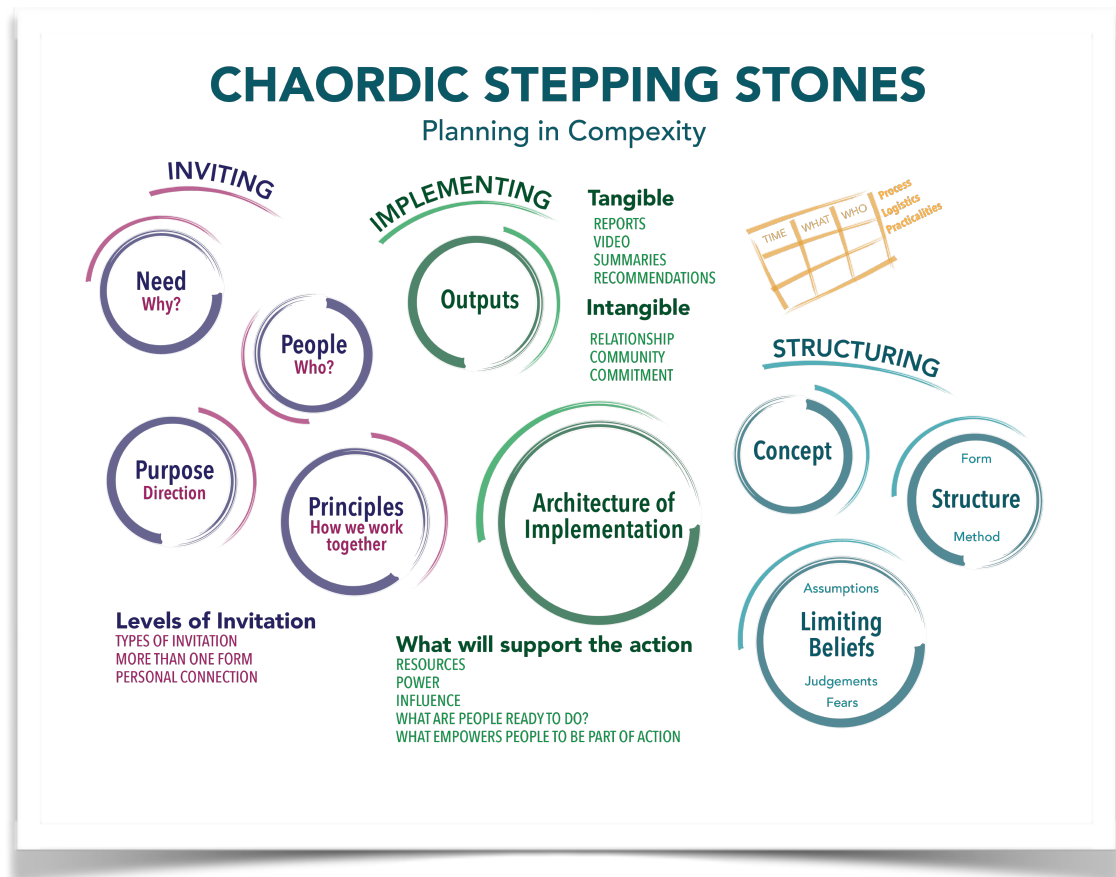 CHAORDIC STEPPING STONES
Planning in Compexity
INVITING
Need
Why?
People
Who?
Purpose
Direction
Principles
How we work
together
Levels of Invitation
TYPES OF INVITATION
MORE THAN ONE FORM
PERSONAL CONNECTION
IMPLEMENTING
Outputs
Tangible
REPORTS
VIDEO
SUMMARIES
RECOMMENDATIONS
Intangible
RELATIONSHIP
COMMUNITY
COMMITMENT
Architecture of
Implementation
What will support the action
RESOURCES
POWER
INFLUENCE
WHAT ARE PEOPLE READY TO DO?
WHAT EMPOWERS PEOPLE TO BE PART OF ACTION
TIME WHAT WHO
Process
Logistics
Practicalities
STRUCTURING
Concept
Form
Structure
Method
Assumptions
Limiting
Beliefs
Judgements
Fears